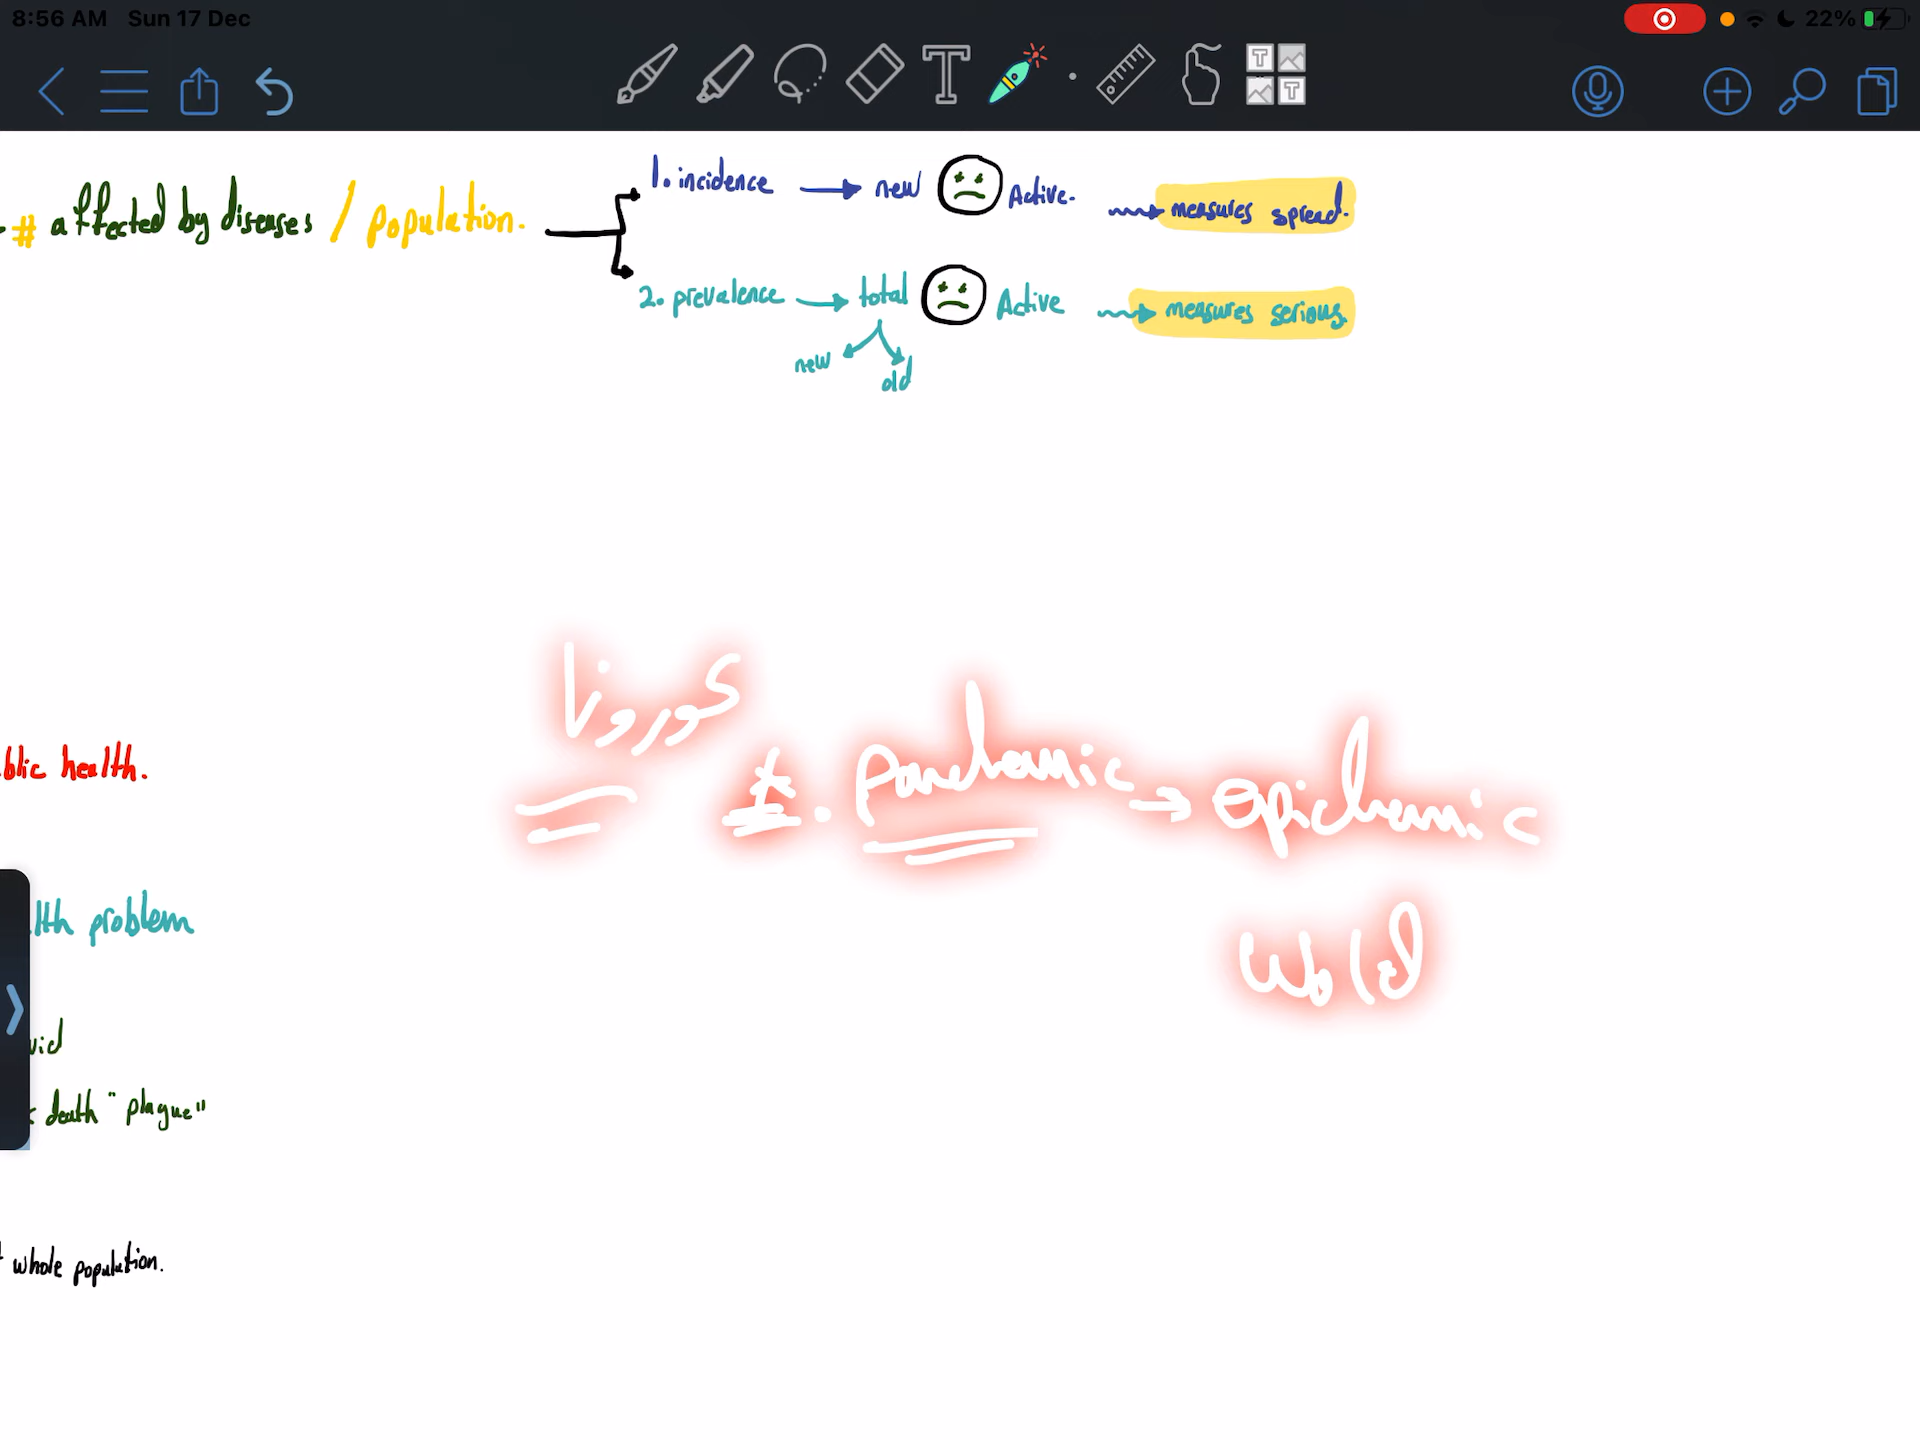 8:56 AM Sun 17 Dec 22%
# affected by diseases / population.
1. incidence → new Active. measures spread.
2. prevalence → total Active measures serious
new old
كورونا
blic health.
*. pandemic → epidemic
lth problem
world
vid
death "plague"
whole population.